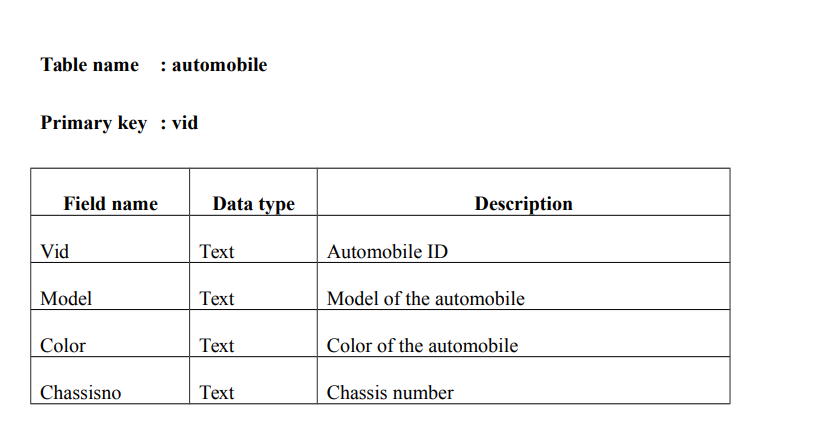 Table name : automobile
Primary key : vid
Field name Data type Description
Vid Text Automobile ID
Model Text Model of the automobile
Color Text Color of the automobile
Chassisno Text Chassis number